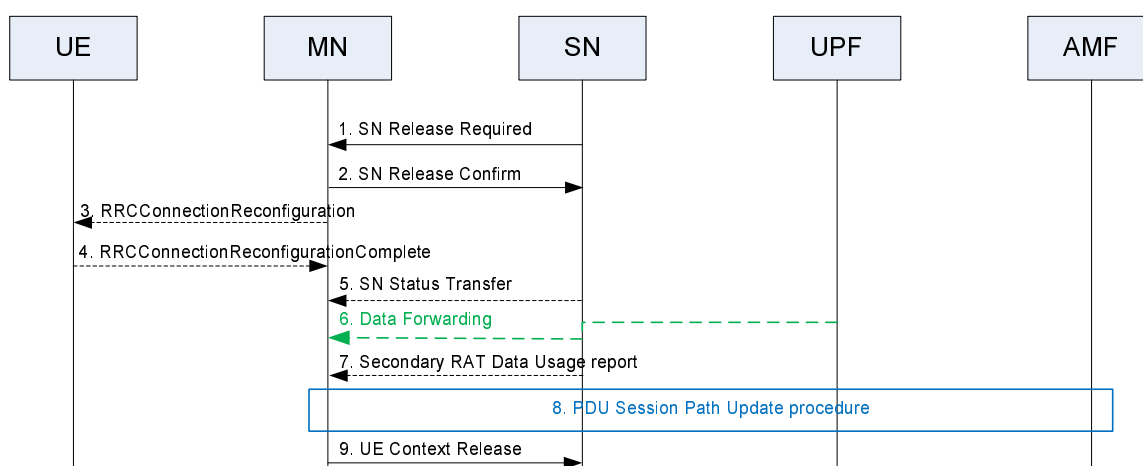 UE
MN
SN
UPF
AMF
1. SN Release Required
2. SN Release Confirm
3. RRCConnectionReconfiguration
4. RRCConnectionReconfigurationComplete
5. SN Status Transfer
6. Data Forwarding
7. Secondary RAT Data Usage report
8. PDU Session Path Update procedure
9. UE Context Release